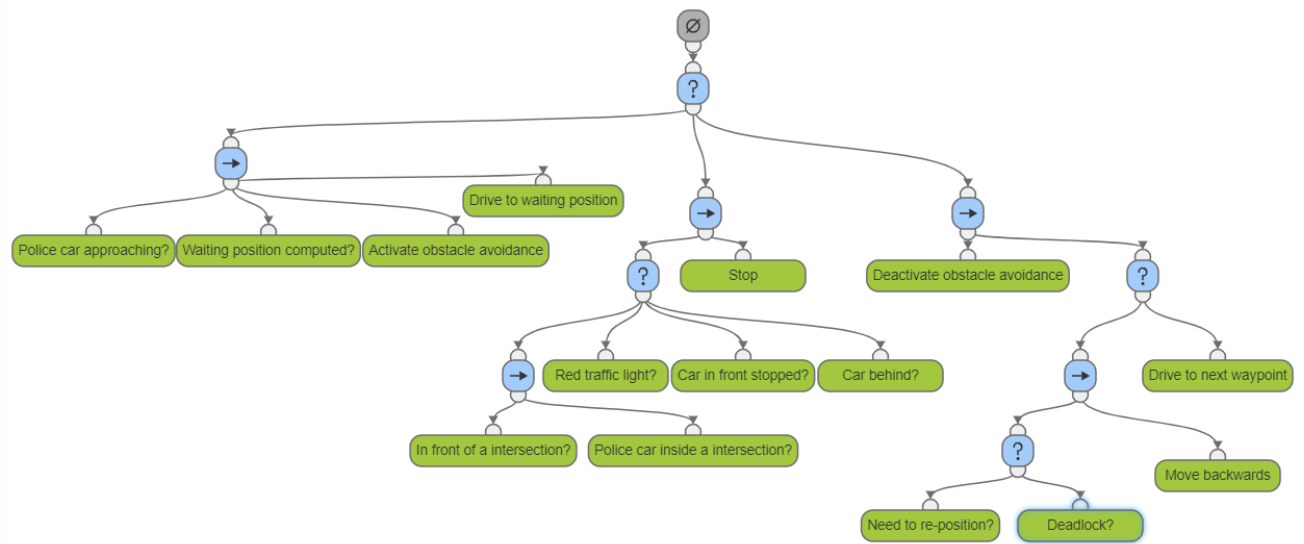 Ø
?
→
Drive to waiting position
Police car approaching?
Waiting position computed?
Activate obstacle avoidance
→
→
?
Stop
Deactivate obstacle avoidance
?
→
Red traffic light?
Car in front stopped?
Car behind?
→
Drive to next waypoint
In front of a intersection?
Police car inside a intersection?
?
Move backwards
Need to re-position?
Deadlock?